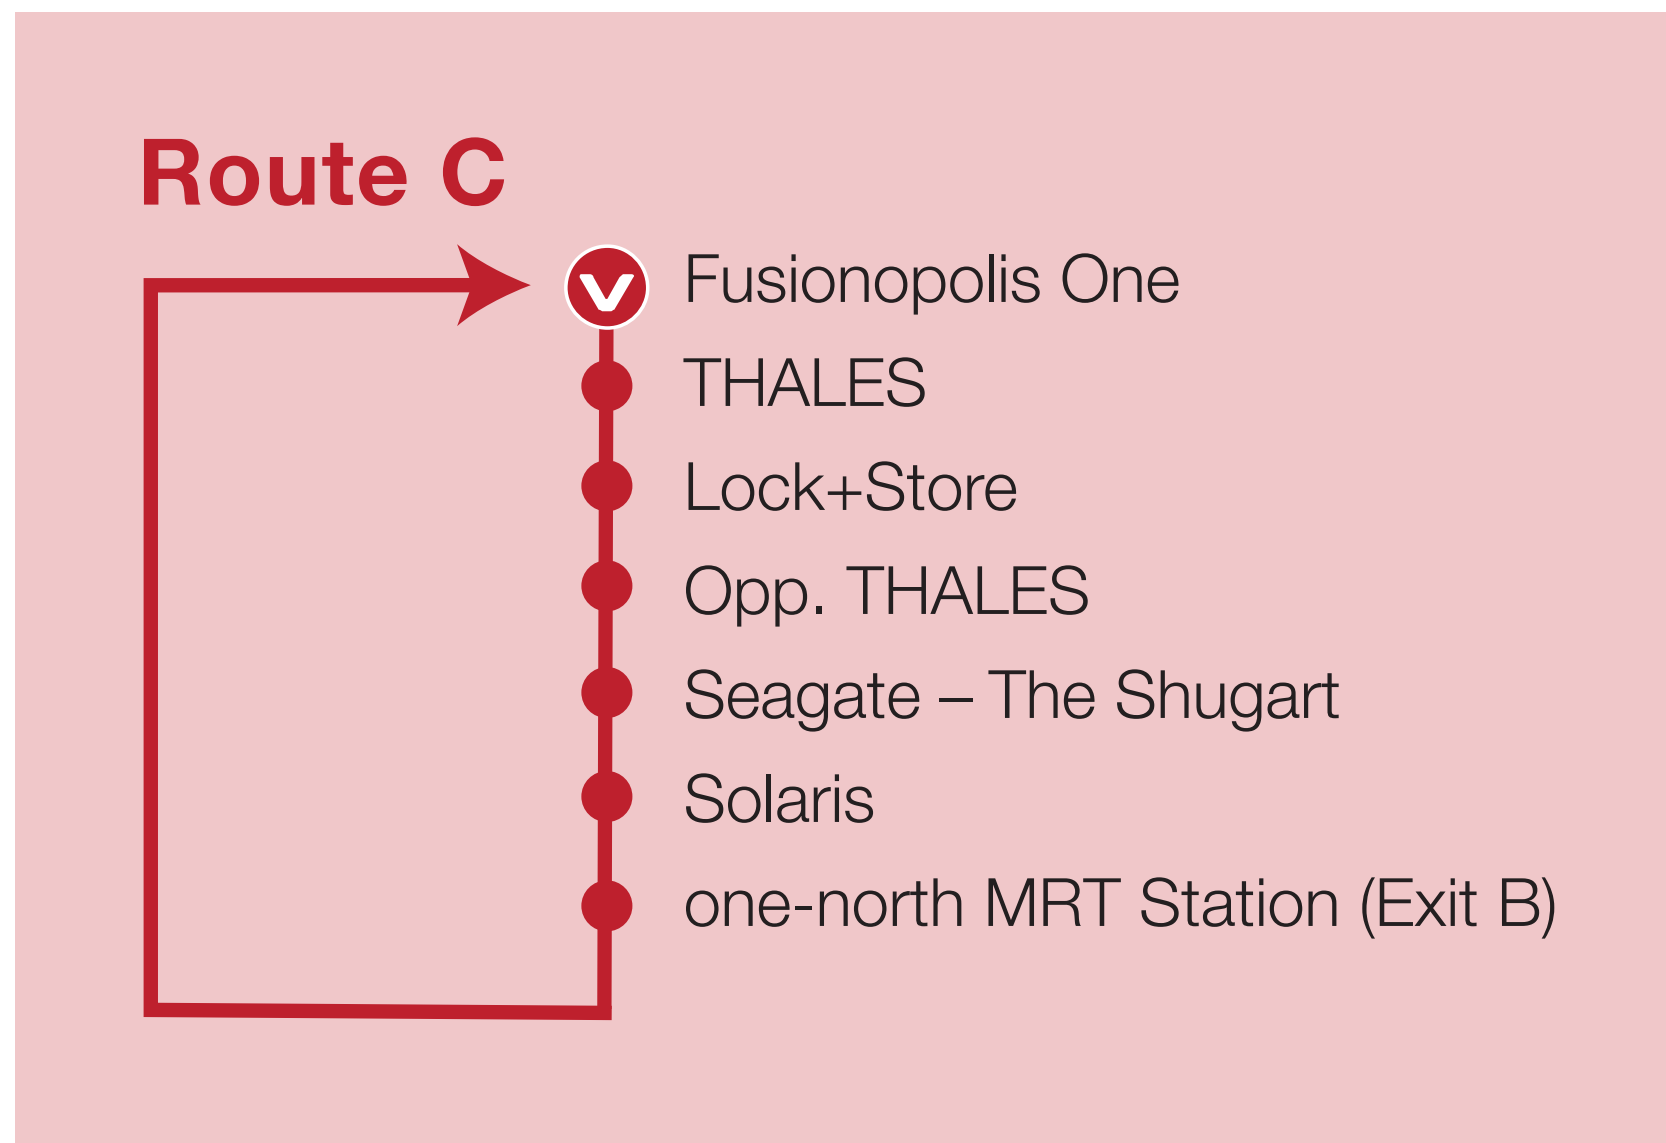 Route C
Fusionopolis One
THALES
Lock+Store
Opp. THALES
Seagate – The Shugart
Solaris
one-north MRT Station (Exit B)